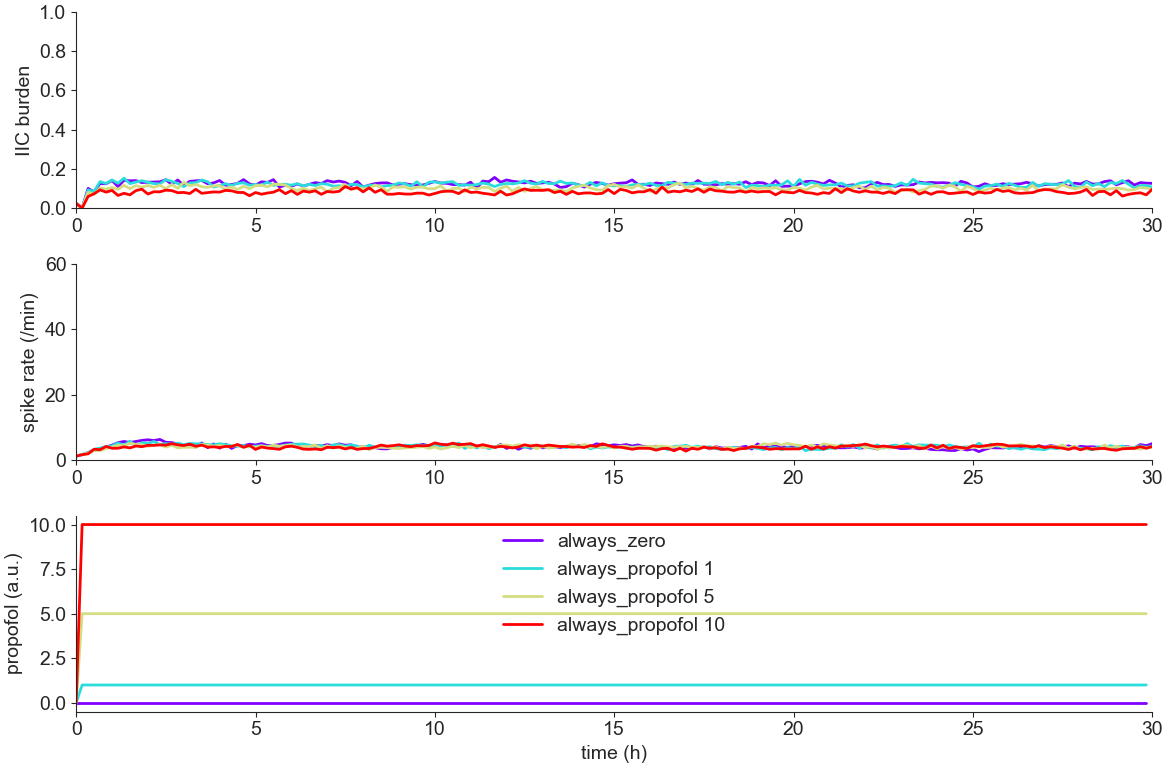 1.0
0.8
0.6
0.4
0.2
0.0
IIC burden
0 5 10 15 20 25 30
60
40
20
0
spike rate (/min)
0 5 10 15 20 25 30
10.0
7.5
5.0
2.5
0.0
propofol (a.u.)
always_zero
always_propofol 1
always_propofol 5
always_propofol 10
0 5 10 15 20 25 30
time (h)